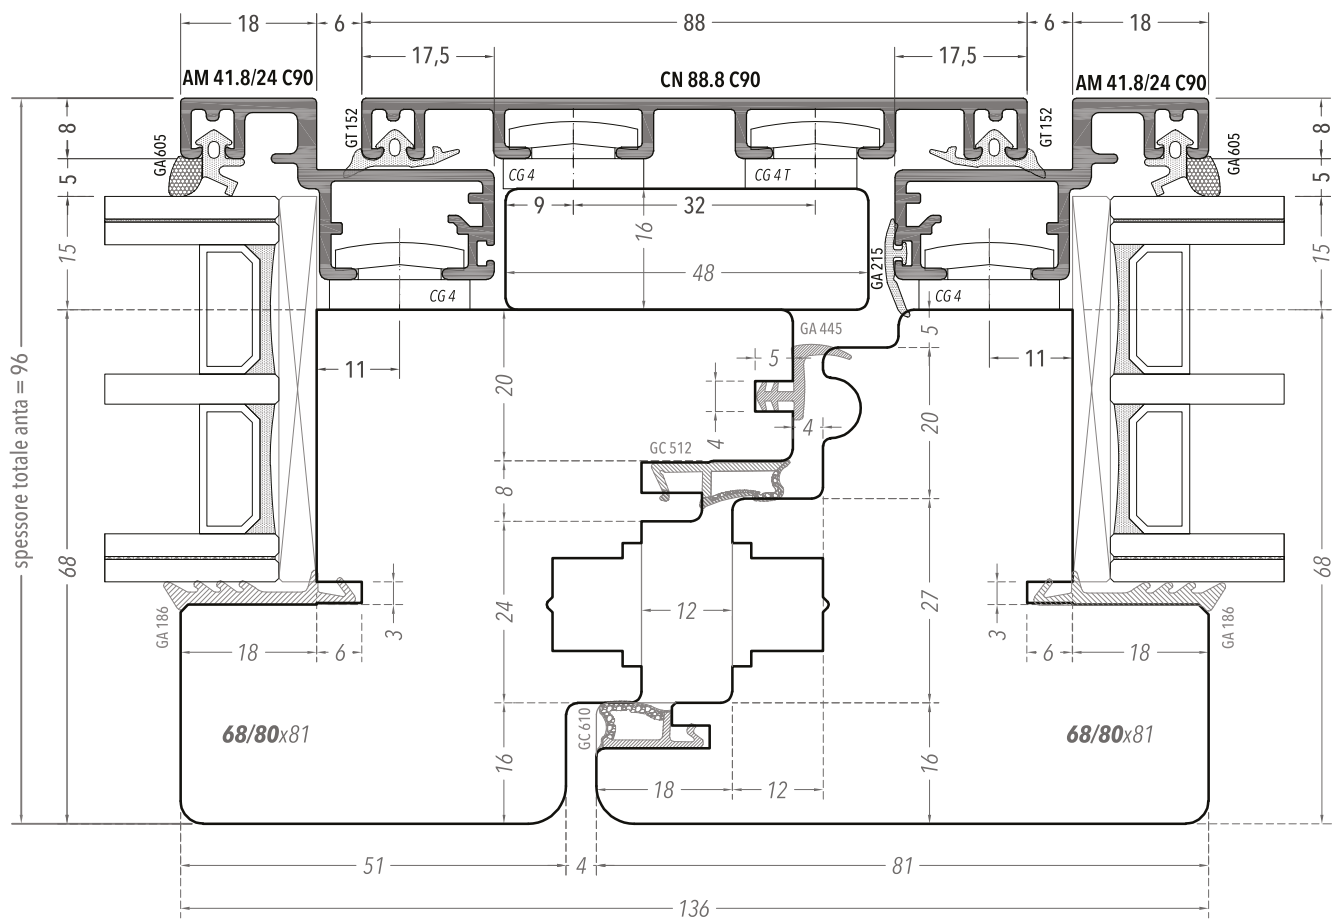 18
6
88
6
18
17,5
17,5
AM 41.8/24 C90
CN 88.8 C90
AM 41.8/24 C90
8
GA 605
GT 152
GT 152
GA 605
8
5
CG 4
CG 4 T
5
9
32
16
15
48
GA 215
15
CG 4
CG 4
5
GA 445
11
5
11
20
20
4
4
GC 512
spessore totale anta = 96
8
68
68
24
12
27
GA 186
3
3
GA 186
18
6
6
18
68/80x81
GC 610
68/80x81
16
18
12
16
51
4
81
136